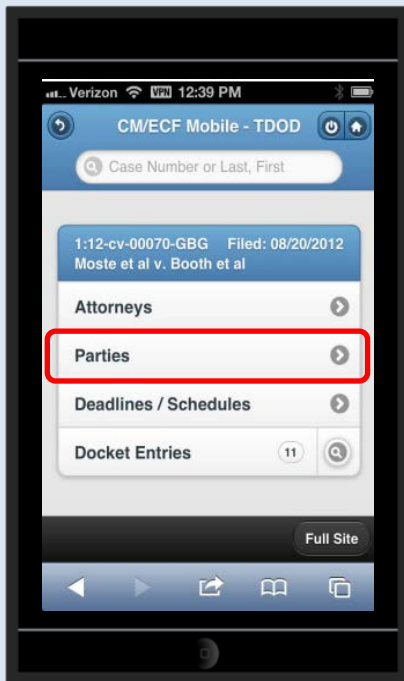 Verizon VPN 12:39 PM
CM/ECF Mobile - TDOD
Case Number or Last, First
1:12-cv-00070-GBG Filed: 08/20/2012
Moste et al v. Booth et al
Attorneys
Parties
Deadlines / Schedules
Docket Entries 11
Full Site